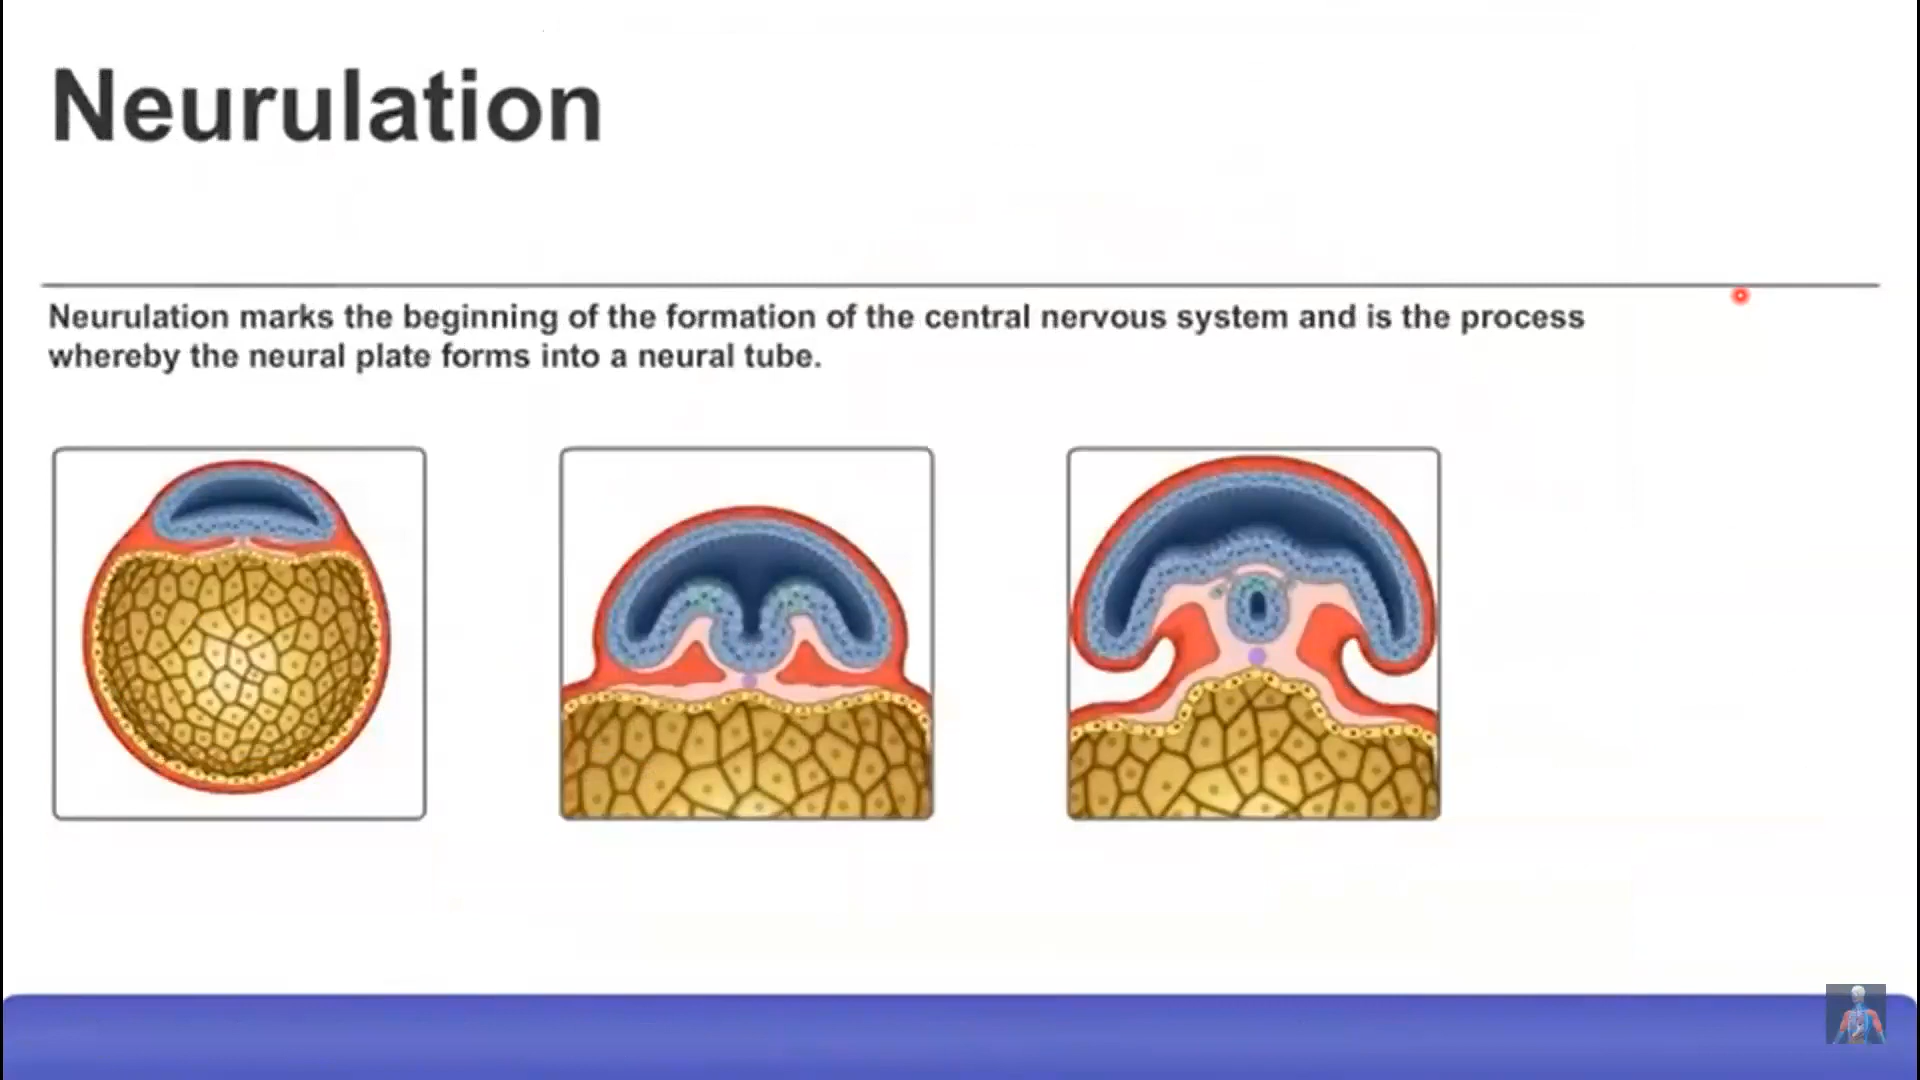 Neurulation
Neurulation marks the beginning of the formation of the central nervous system and is the process
whereby the neural plate forms into a neural tube.